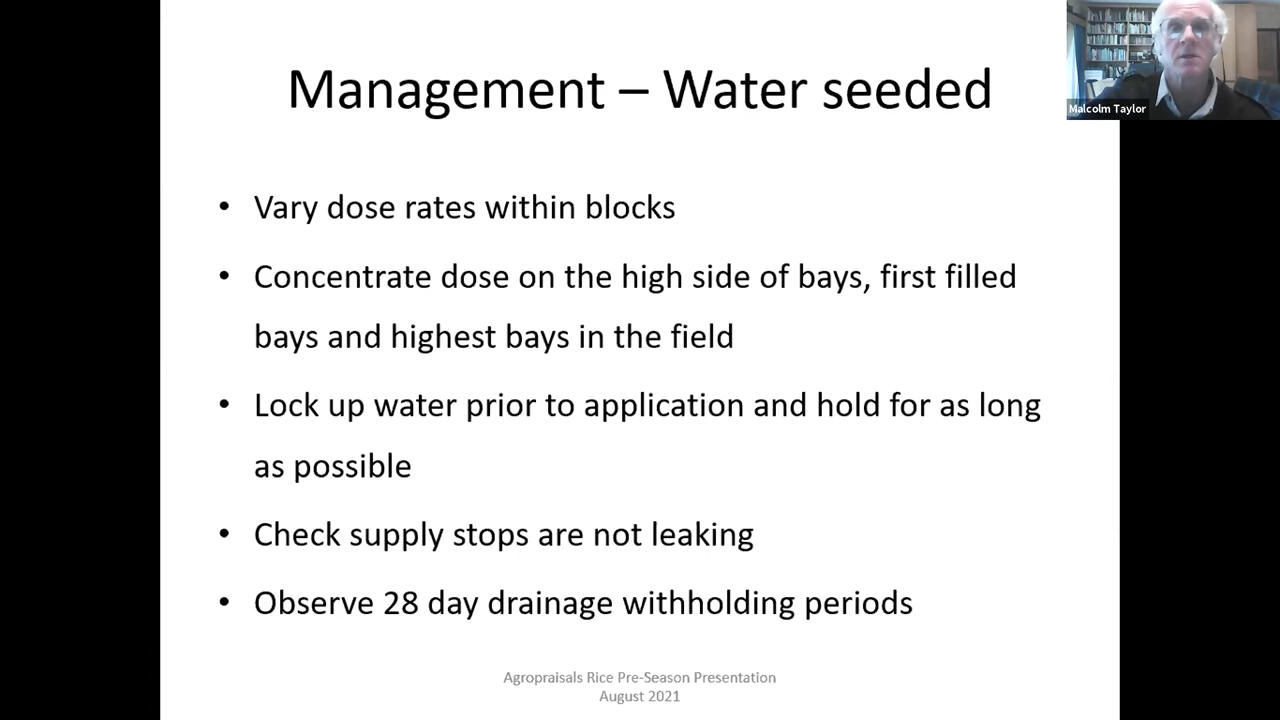 Management – Water seeded
Malcolm Taylor
• Vary dose rates within blocks
• Concentrate dose on the high side of bays, first filled
bays and highest bays in the field
• Lock up water prior to application and hold for as long
as possible
• Check supply stops are not leaking
• Observe 28 day drainage withholding periods
Agropraisals Rice Pre-Season Presentation
August 2021